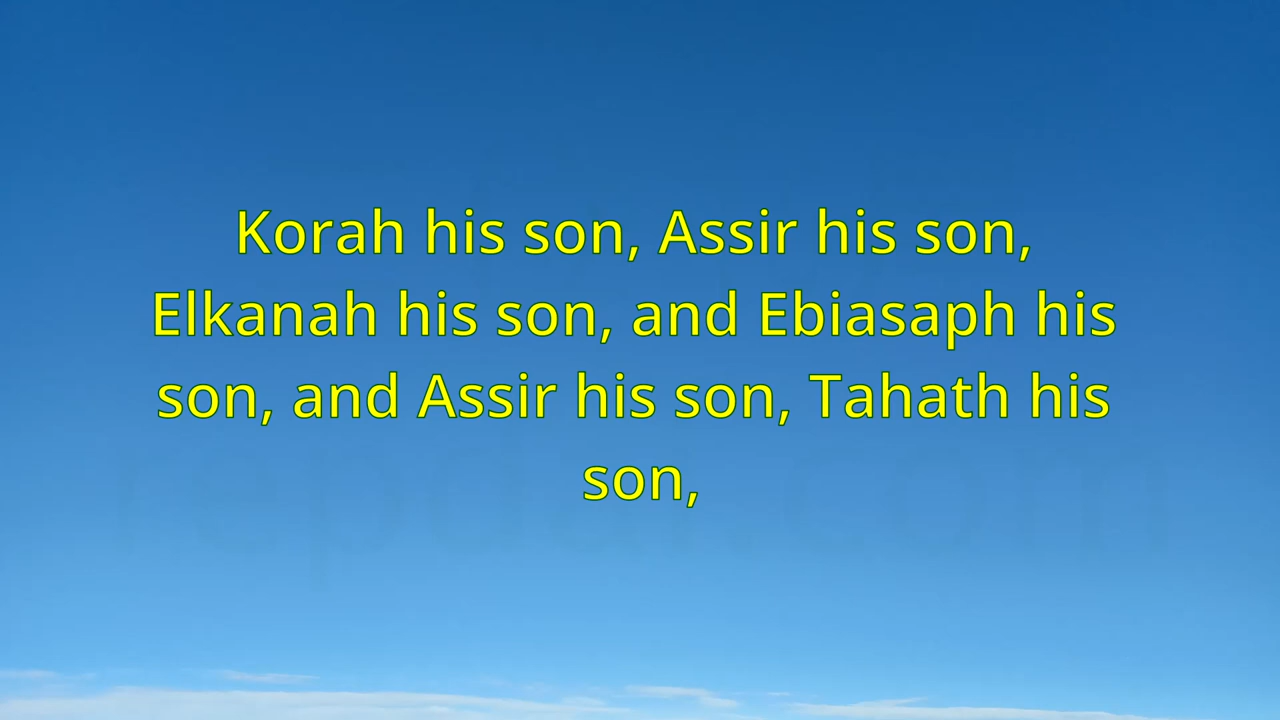 Korah his son, Assir his son,
Elkanah his son, and Ebiasaph his
son, and Assir his son, Tahath his
son,